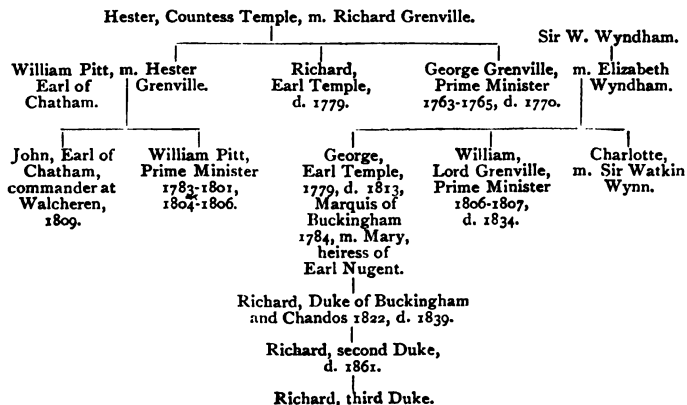 Hester, Countess Temple, m. Richard Grenville.
Sir W. Wyndham.
William Pitt, m. Hester
Earl of Grenville.
Chatham.
Richard,
Earl Temple,
d. 1779.
George Grenville,
Prime Minister
1763-1765, d. 1770.
m. Elizabeth
Wyndham.
John, Earl of
Chatham,
commander at
Walcheren,
1809.
William Pitt,
Prime Minister
1783-1801,
1804-1806.
George,
Earl Temple,
1779, d. 1813,
Marquis of
Buckingham
1784, m. Mary,
heiress of
Earl Nugent.
William,
Lord Grenville,
Prime Minister
1806-1807,
d. 1834.
Charlotte,
m. Sir Watkin
Wynn.
Richard, Duke of Buckingham
and Chandos 1822, d. 1839.
Richard, second Duke,
d. 1861.
Richard, third Duke.